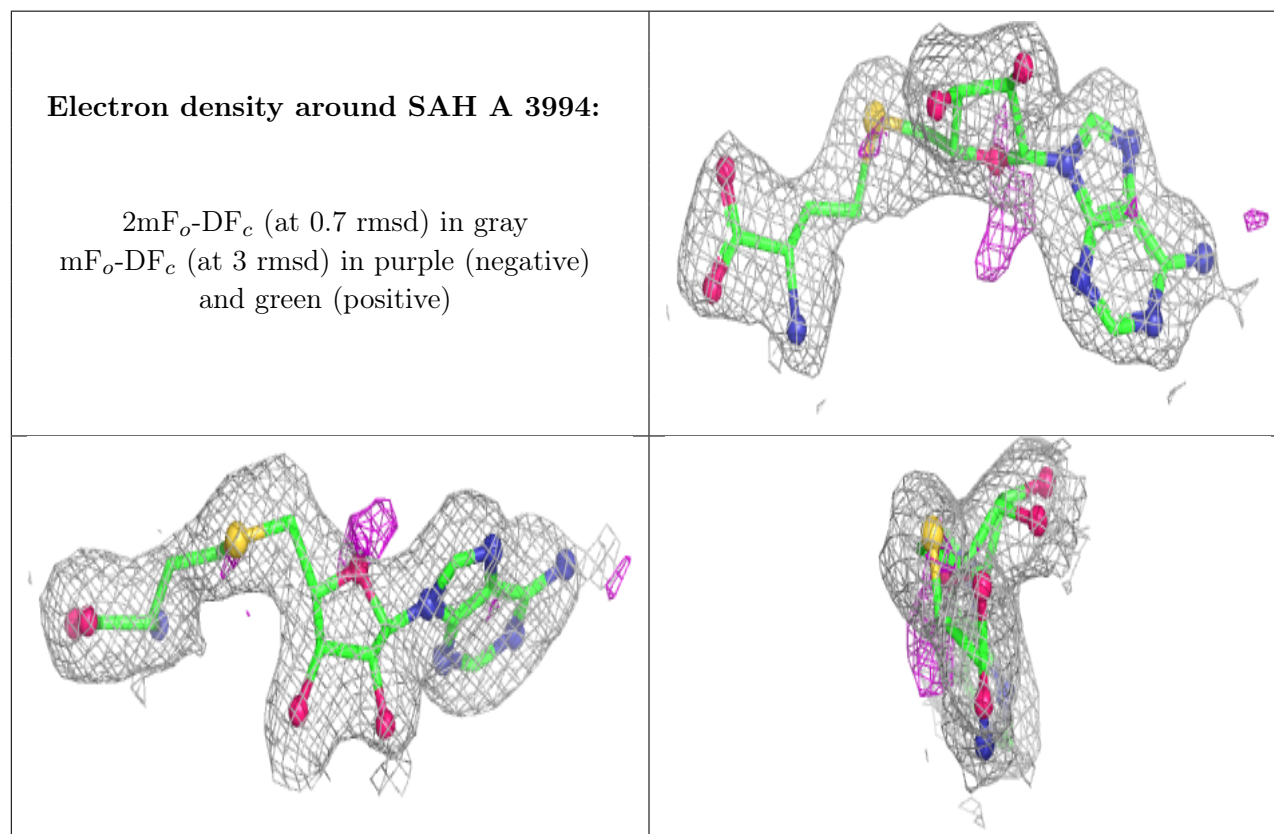 Electron density around SAH A 3994:
2mFo-DFc (at 0.7 rmsd) in gray
mFo-DFc (at 3 rmsd) in purple (negative)
and green (positive)